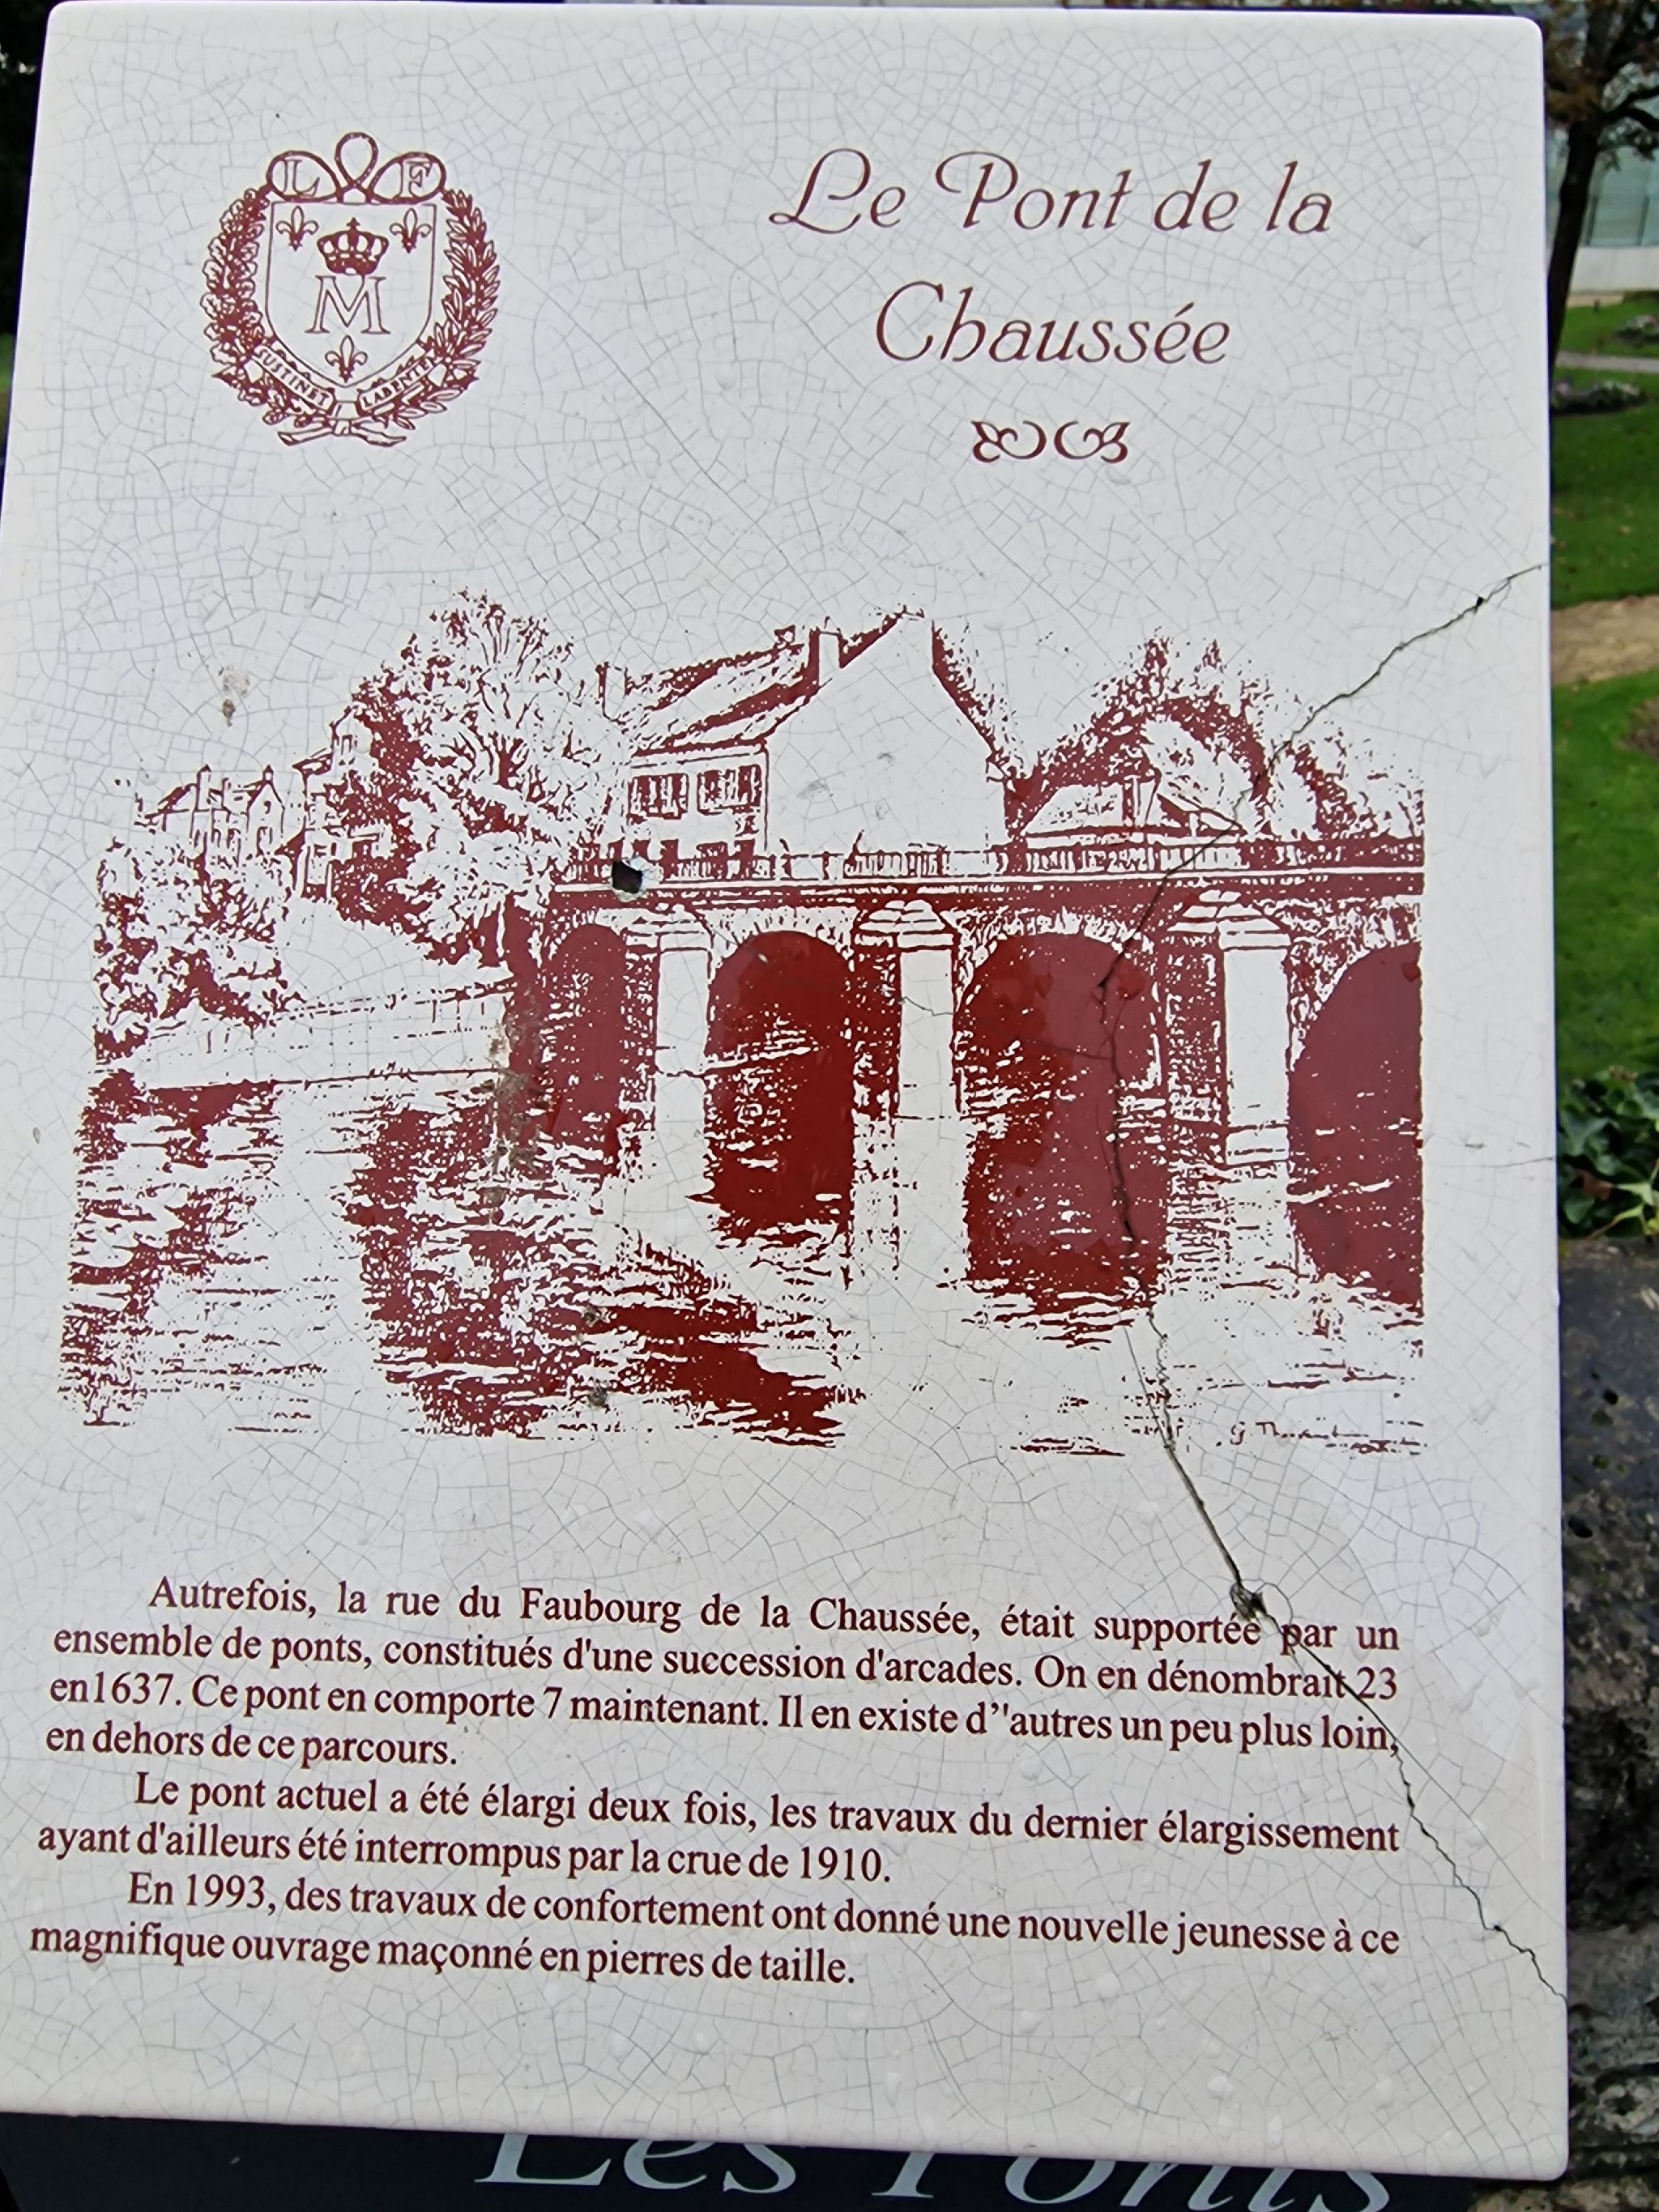 L F
M
SUSTINET LABENTEM
Le Pont de la
Chaussée
Autrefois, la rue du Faubourg de la Chaussée, était supportée par un
ensemble de ponts, constitués d'une succession d'arcades. On en dénombrait 23
en1637. Ce pont en comporte 7 maintenant. Il en existe d''autres un peu plus loin,
en dehors de ce parcours.
Le pont actuel a été élargi deux fois, les travaux du dernier élargissement
ayant d'ailleurs été interrompus par la crue de 1910.
En 1993, des travaux de confortement ont donné une nouvelle jeunesse à ce
magnifique ouvrage maçonné en pierres de taille.
Les Ponts